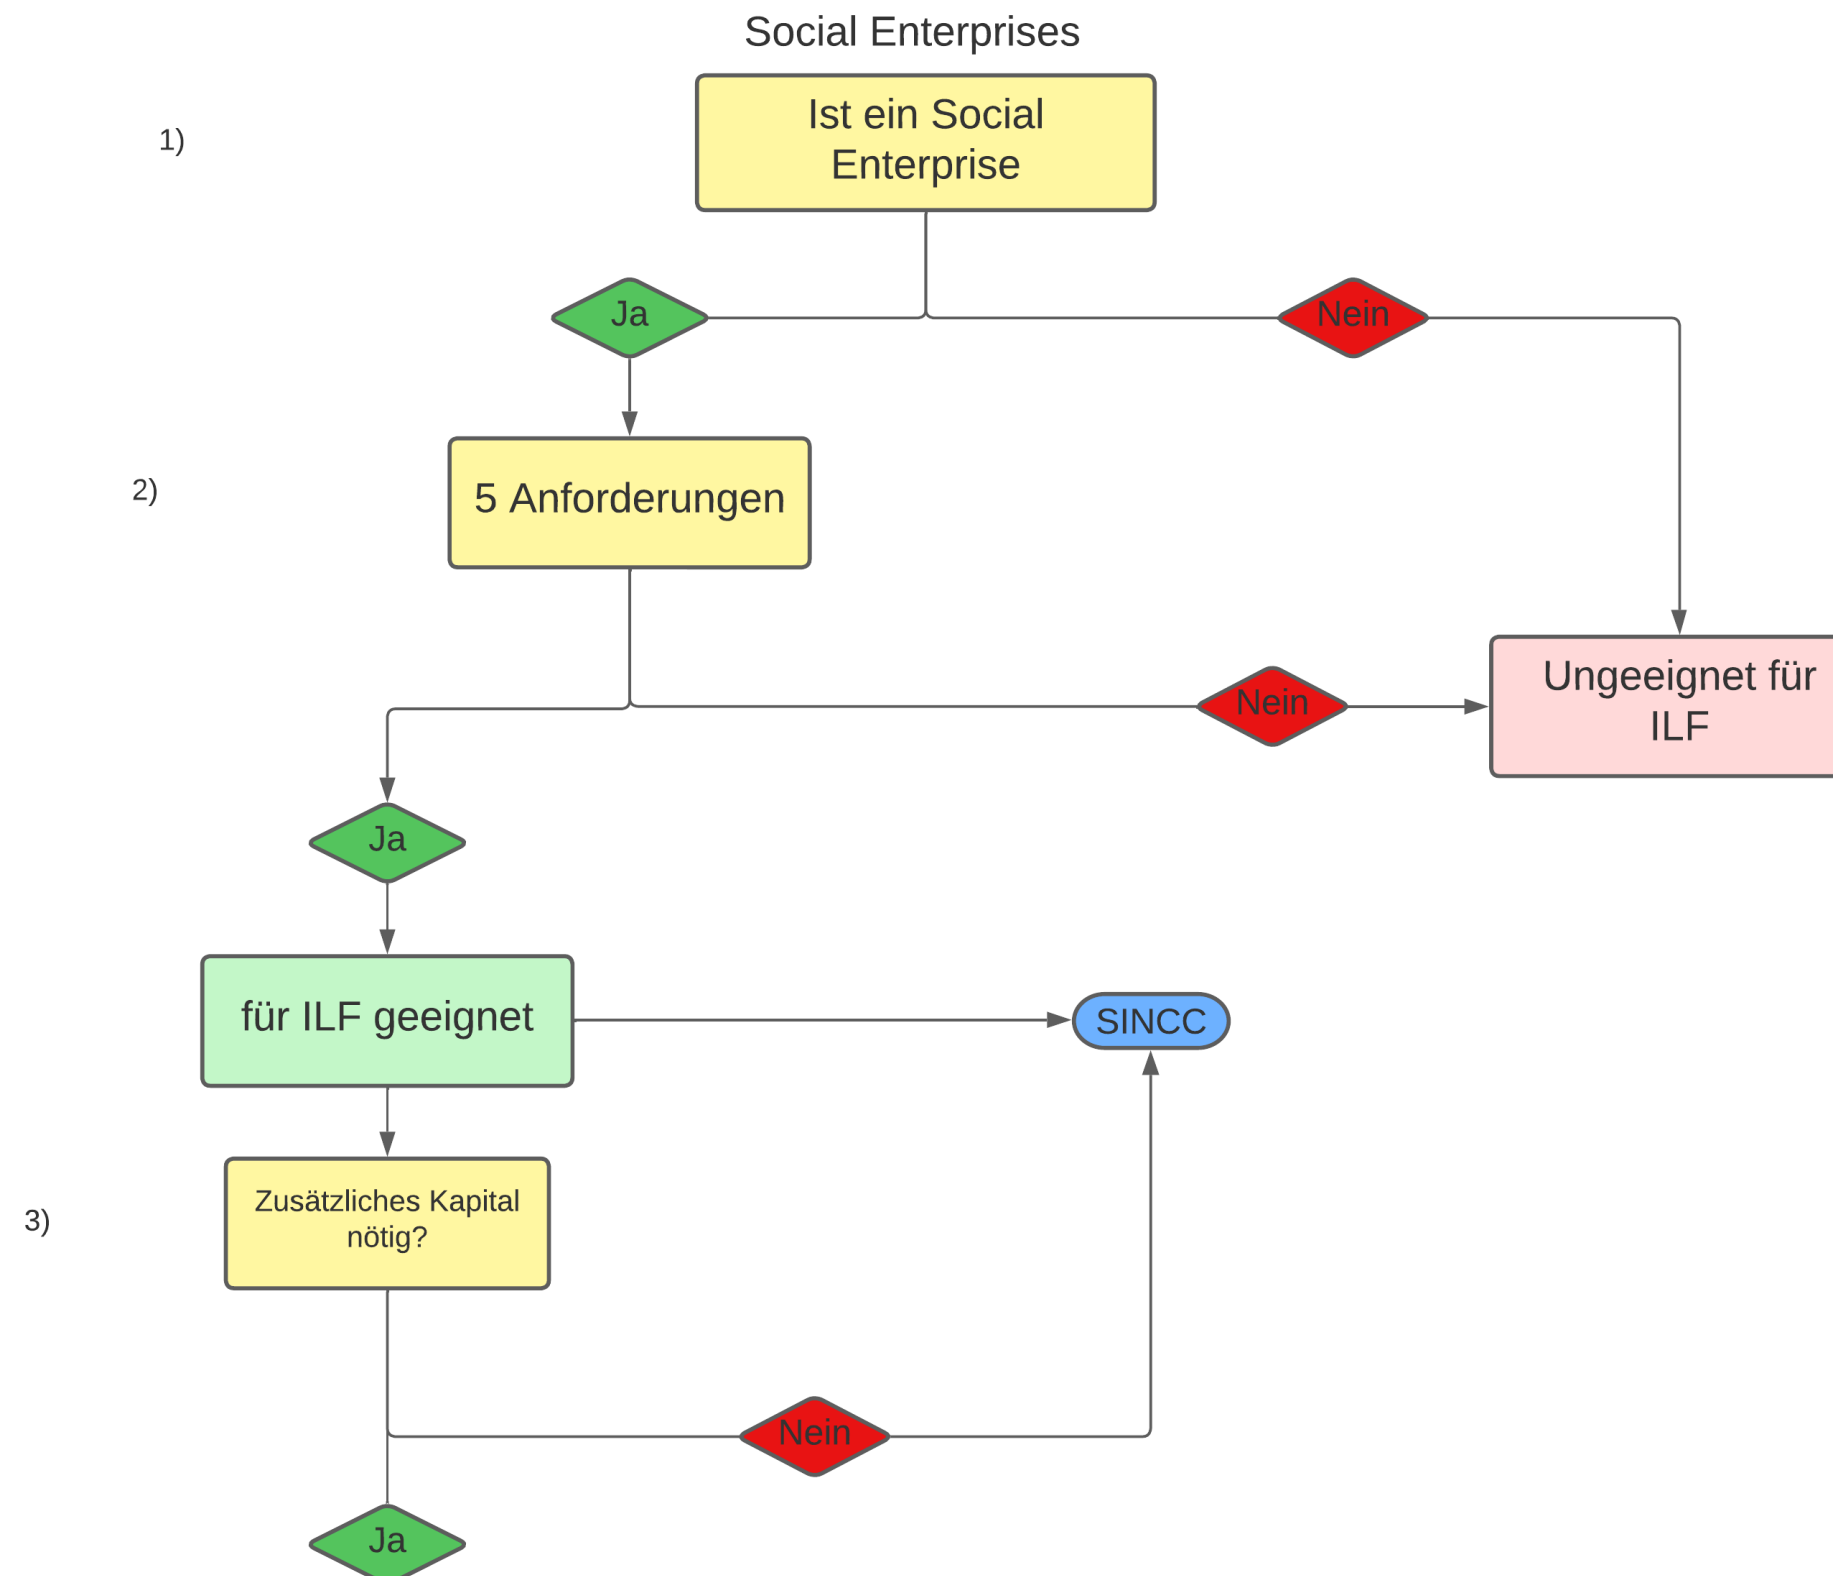 Social Enterprises
1)
Ist ein Social
Enterprise
Ja
Nein
2)
5 Anforderungen
Ungeeignet für
ILF
Nein
Ja
für ILF geeignet
SINCC
3)
Zusätzliches Kapital
nötig?
Nein
Ja